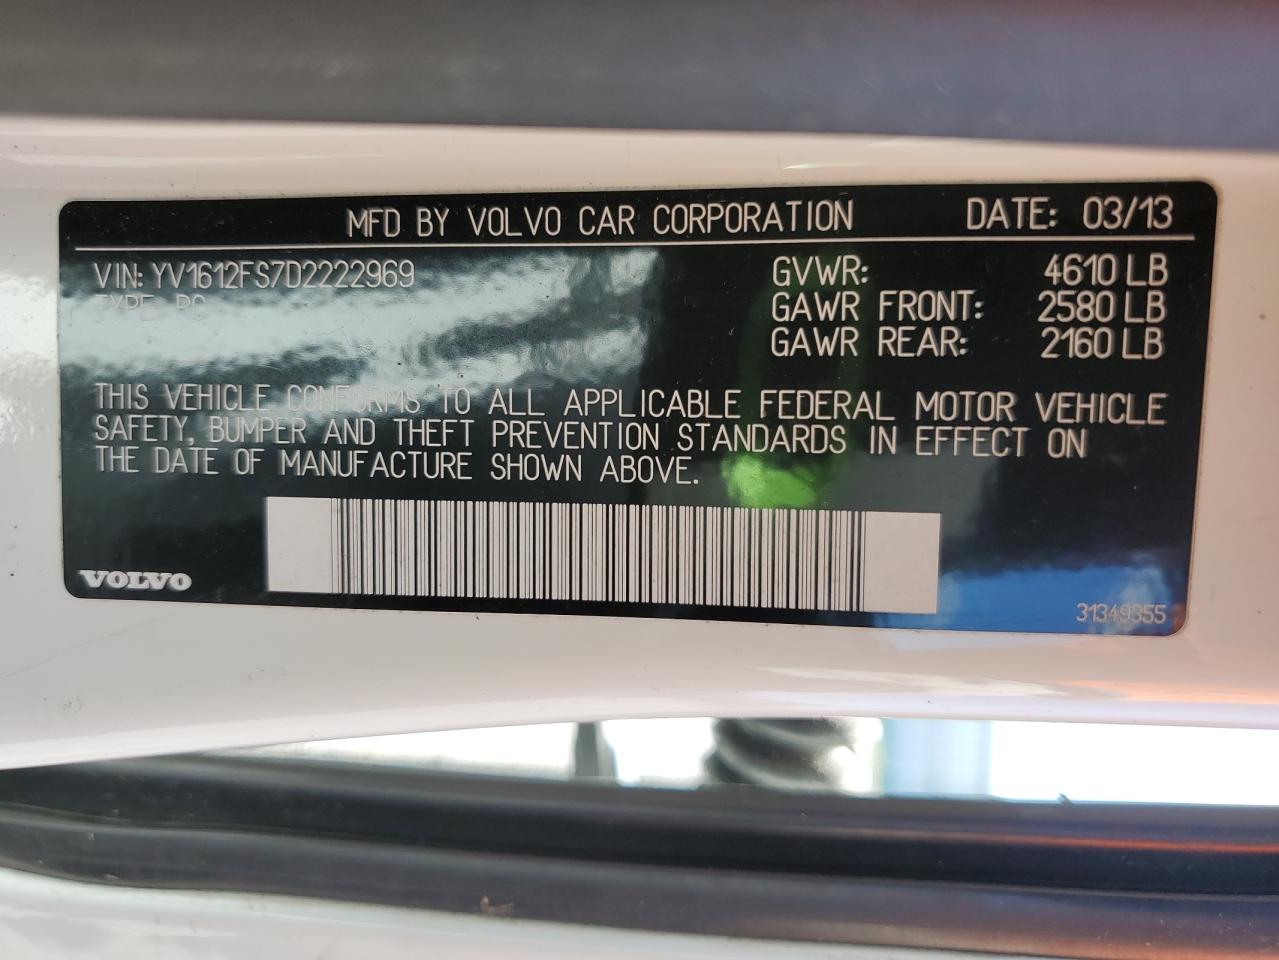 MFD BY VOLVO CAR CORPORATION DATE: 03/13
VIN: YV1612FS7D2222969 GVWR: 4610 LB
TYPE: PC GAWR FRONT: 2580 LB
GAWR REAR: 2160 LB
THIS VEHICLE CONFORMS TO ALL APPLICABLE FEDERAL MOTOR VEHICLE
SAFETY, BUMPER AND THEFT PREVENTION STANDARDS IN EFFECT ON
THE DATE OF MANUFACTURE SHOWN ABOVE.
VOLVO
31349355